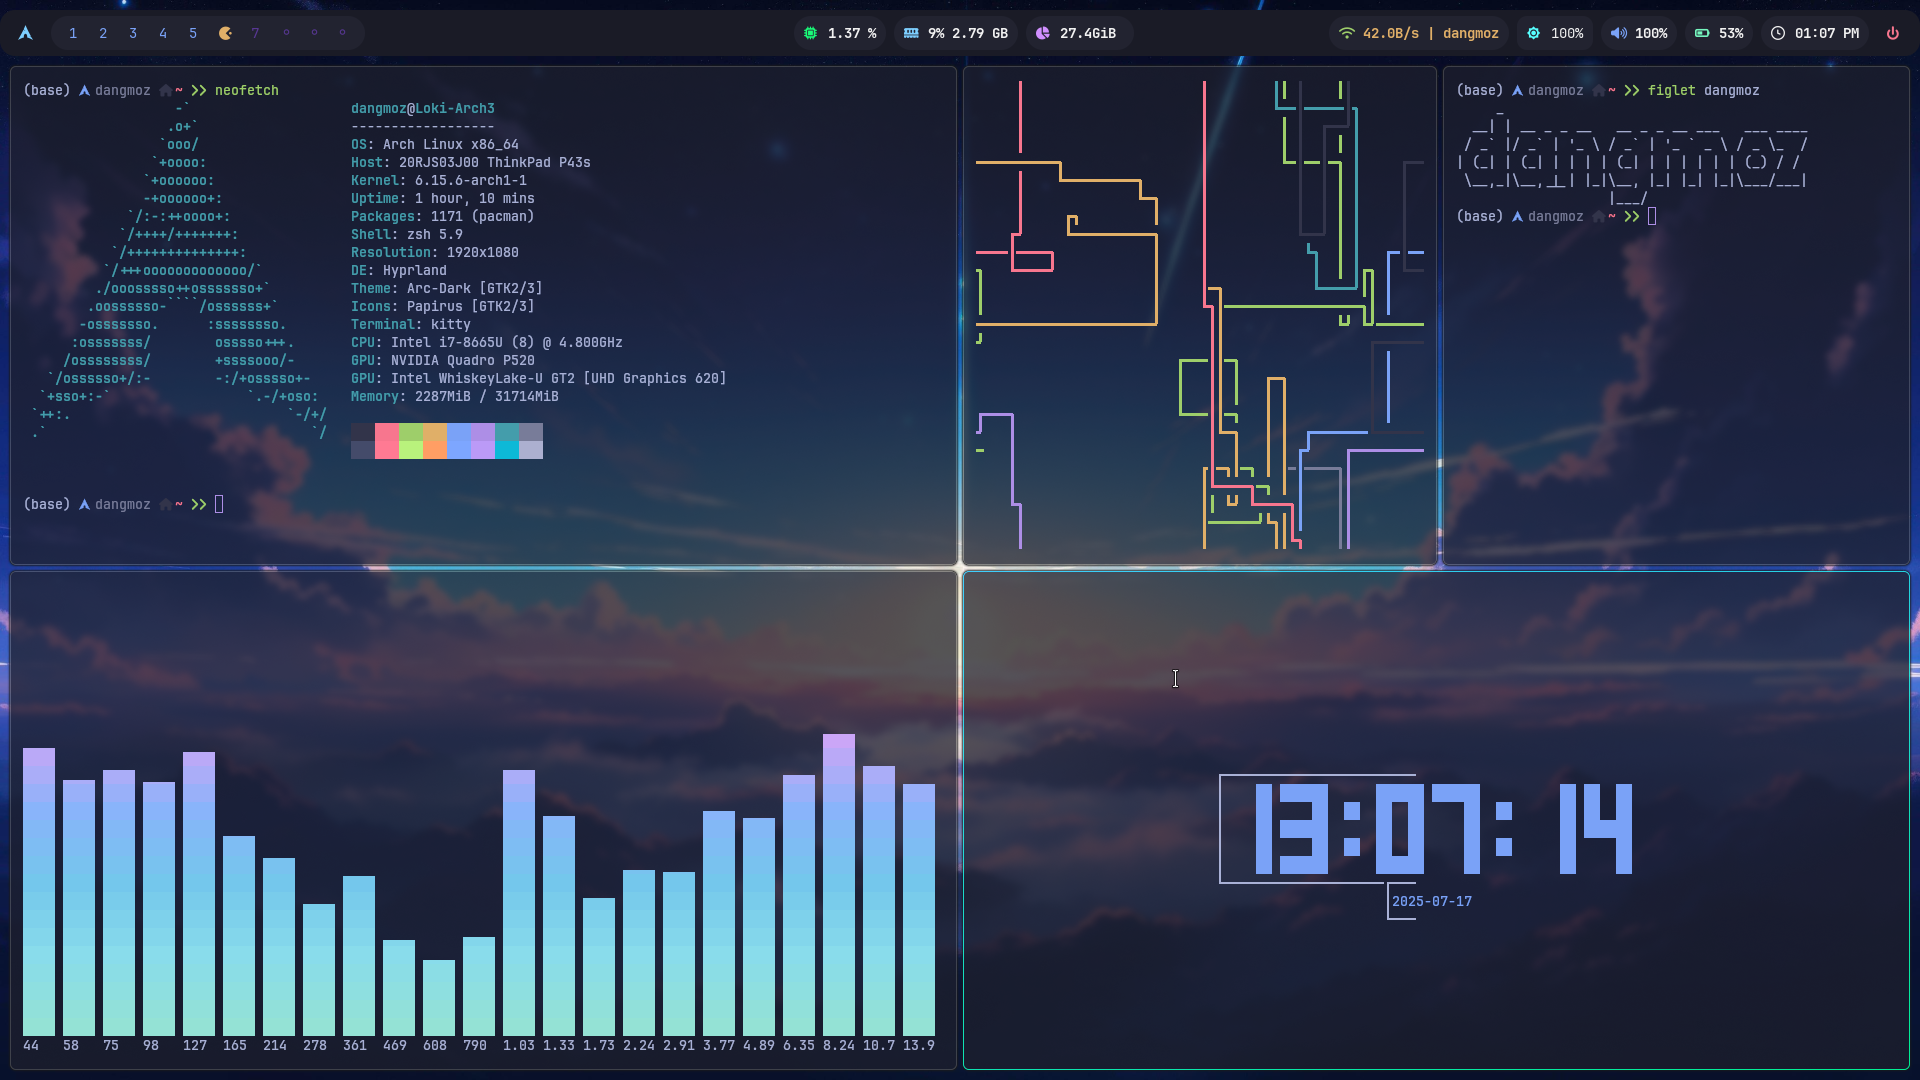 1 2 3 4 5 7 1.37 % 9% 2.79 GB 27.4GiB 42.0B/s | dangmoz 100% 100% 53% 01:07 PM
(base) dangmoz ~ >> neofetch
dangmoz@Loki-Arch3
------------------
OS: Arch Linux x86_64
Host: 20RJS03J00 ThinkPad P43s
Kernel: 6.15.6-arch1-1
Uptime: 1 hour, 10 mins
Packages: 1171 (pacman)
Shell: zsh 5.9
Resolution: 1920x1080
DE: Hyprland
Theme: Arc-Dark [GTK2/3]
Icons: Papirus [GTK2/3]
Terminal: kitty
CPU: Intel i7-8665U (8) @ 4.800GHz
GPU: NVIDIA Quadro P520
GPU: Intel WhiskeyLake-U GT2 [UHD Graphics 620]
Memory: 2287MiB / 31714MiB
(base) dangmoz ~ >>
(base) dangmoz ~ >> figlet dangmoz
dangmoz
(base) dangmoz ~ >>
44 58 75 98 127 165 214 278 361 469 608 790 1.03 1.33 1.73 2.24 2.91 3.77 4.89 6.35 8.24 10.7 13.9
13:07:14
2025-07-17